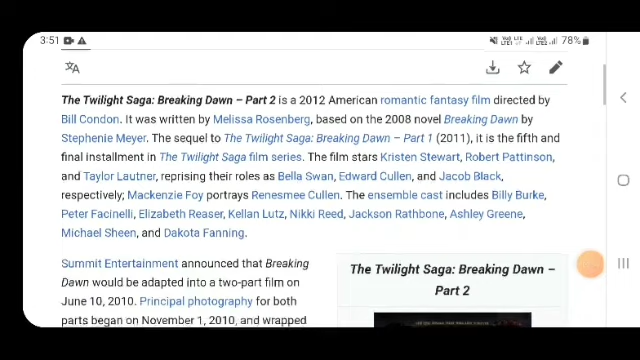 3:51
78%
The Twilight Saga: Breaking Dawn – Part 2 is a 2012 American romantic fantasy film directed by
Bill Condon. It was written by Melissa Rosenberg, based on the 2008 novel Breaking Dawn by
Stephenie Meyer. The sequel to The Twilight Saga: Breaking Dawn – Part 1 (2011), it is the fifth and
final installment in The Twilight Saga film series. The film stars Kristen Stewart, Robert Pattinson,
and Taylor Lautner, reprising their roles as Bella Swan, Edward Cullen, and Jacob Black,
respectively; Mackenzie Foy portrays Renesmee Cullen. The ensemble cast includes Billy Burke,
Peter Facinelli, Elizabeth Reaser, Kellan Lutz, Nikki Reed, Jackson Rathbone, Ashley Greene,
Michael Sheen, and Dakota Fanning.
Summit Entertainment announced that Breaking
Dawn would be adapted into a two-part film on
June 10, 2010. Principal photography for both
parts began on November 1, 2010, and wrapped
The Twilight Saga: Breaking Dawn –
Part 2